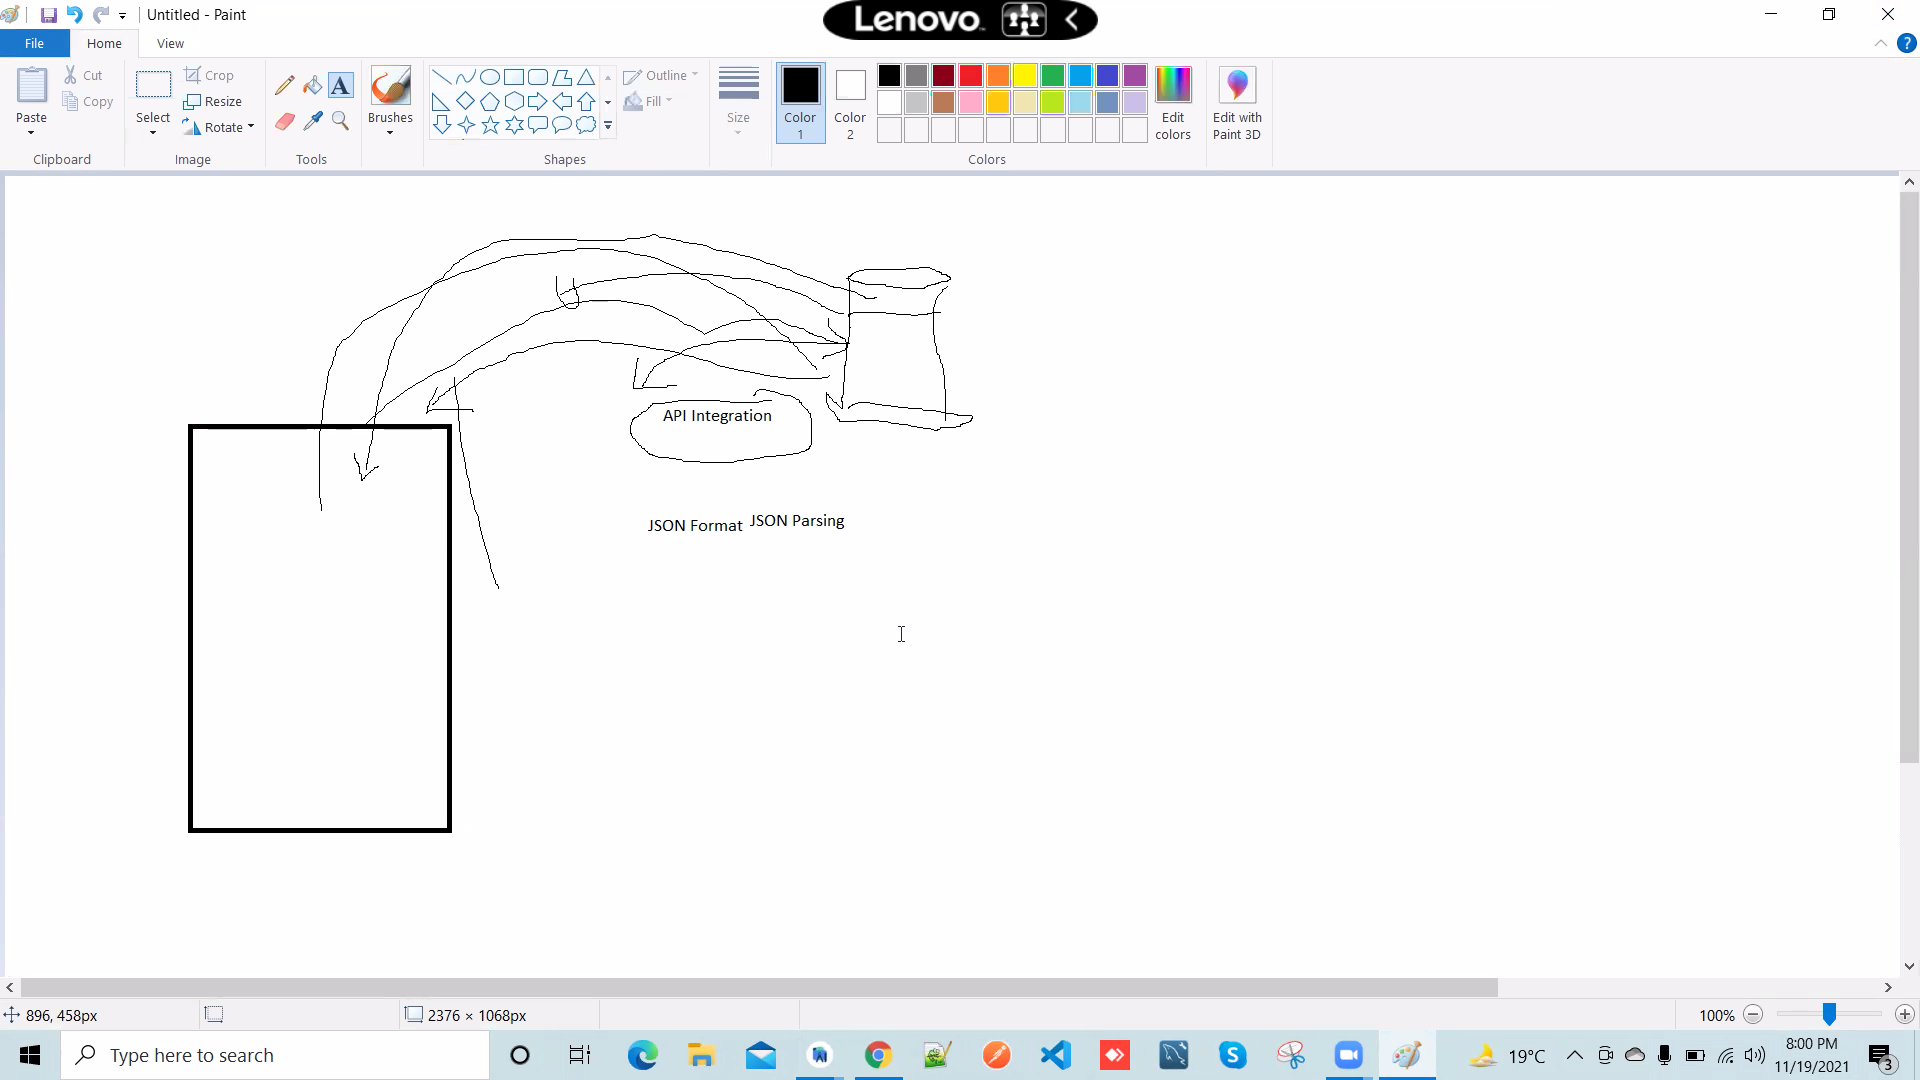 Untitled - Paint
Lenovo
File
Home
View
Paste
Cut
Copy
Clipboard
Select
Crop
Resize
Rotate
Image
A
Tools
Brushes
Outline
Fill
Shapes
Size
Color 1
Color 2
Edit colors
Colors
Edit with Paint 3D
API Integration
JSON Format
JSON Parsing
896, 458px
2376 × 1068px
100%
Type here to search
19°C
8:00 PM
11/19/2021
3